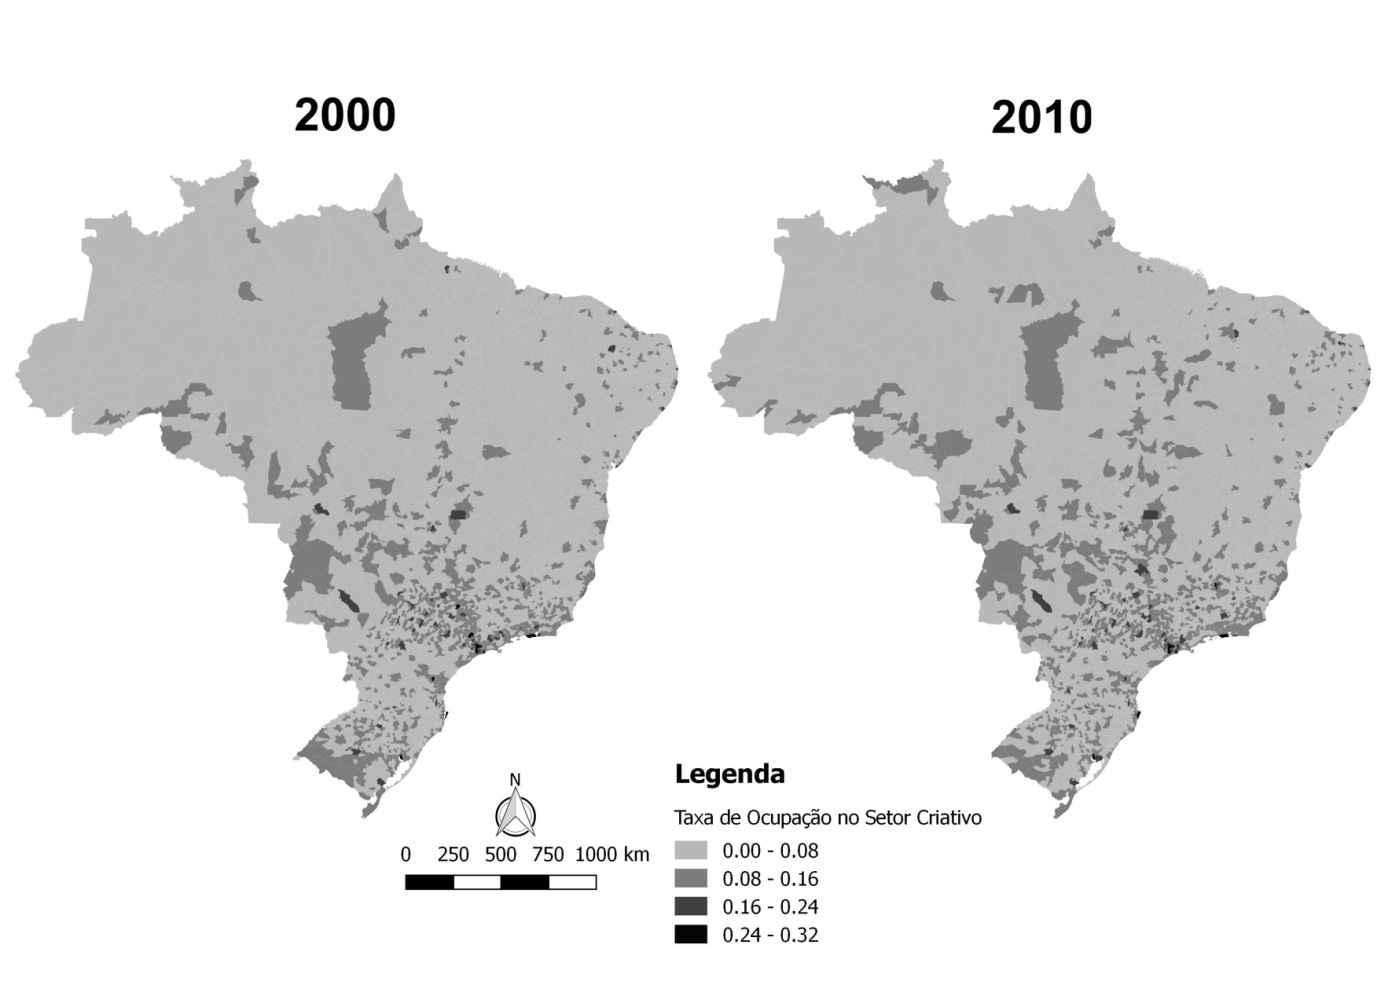 2000
2010
N
0 250 500 750 1000 km
Legenda
Taxa de Ocupação no Setor Criativo
0.00 - 0.08
0.08 - 0.16
0.16 - 0.24
0.24 - 0.32